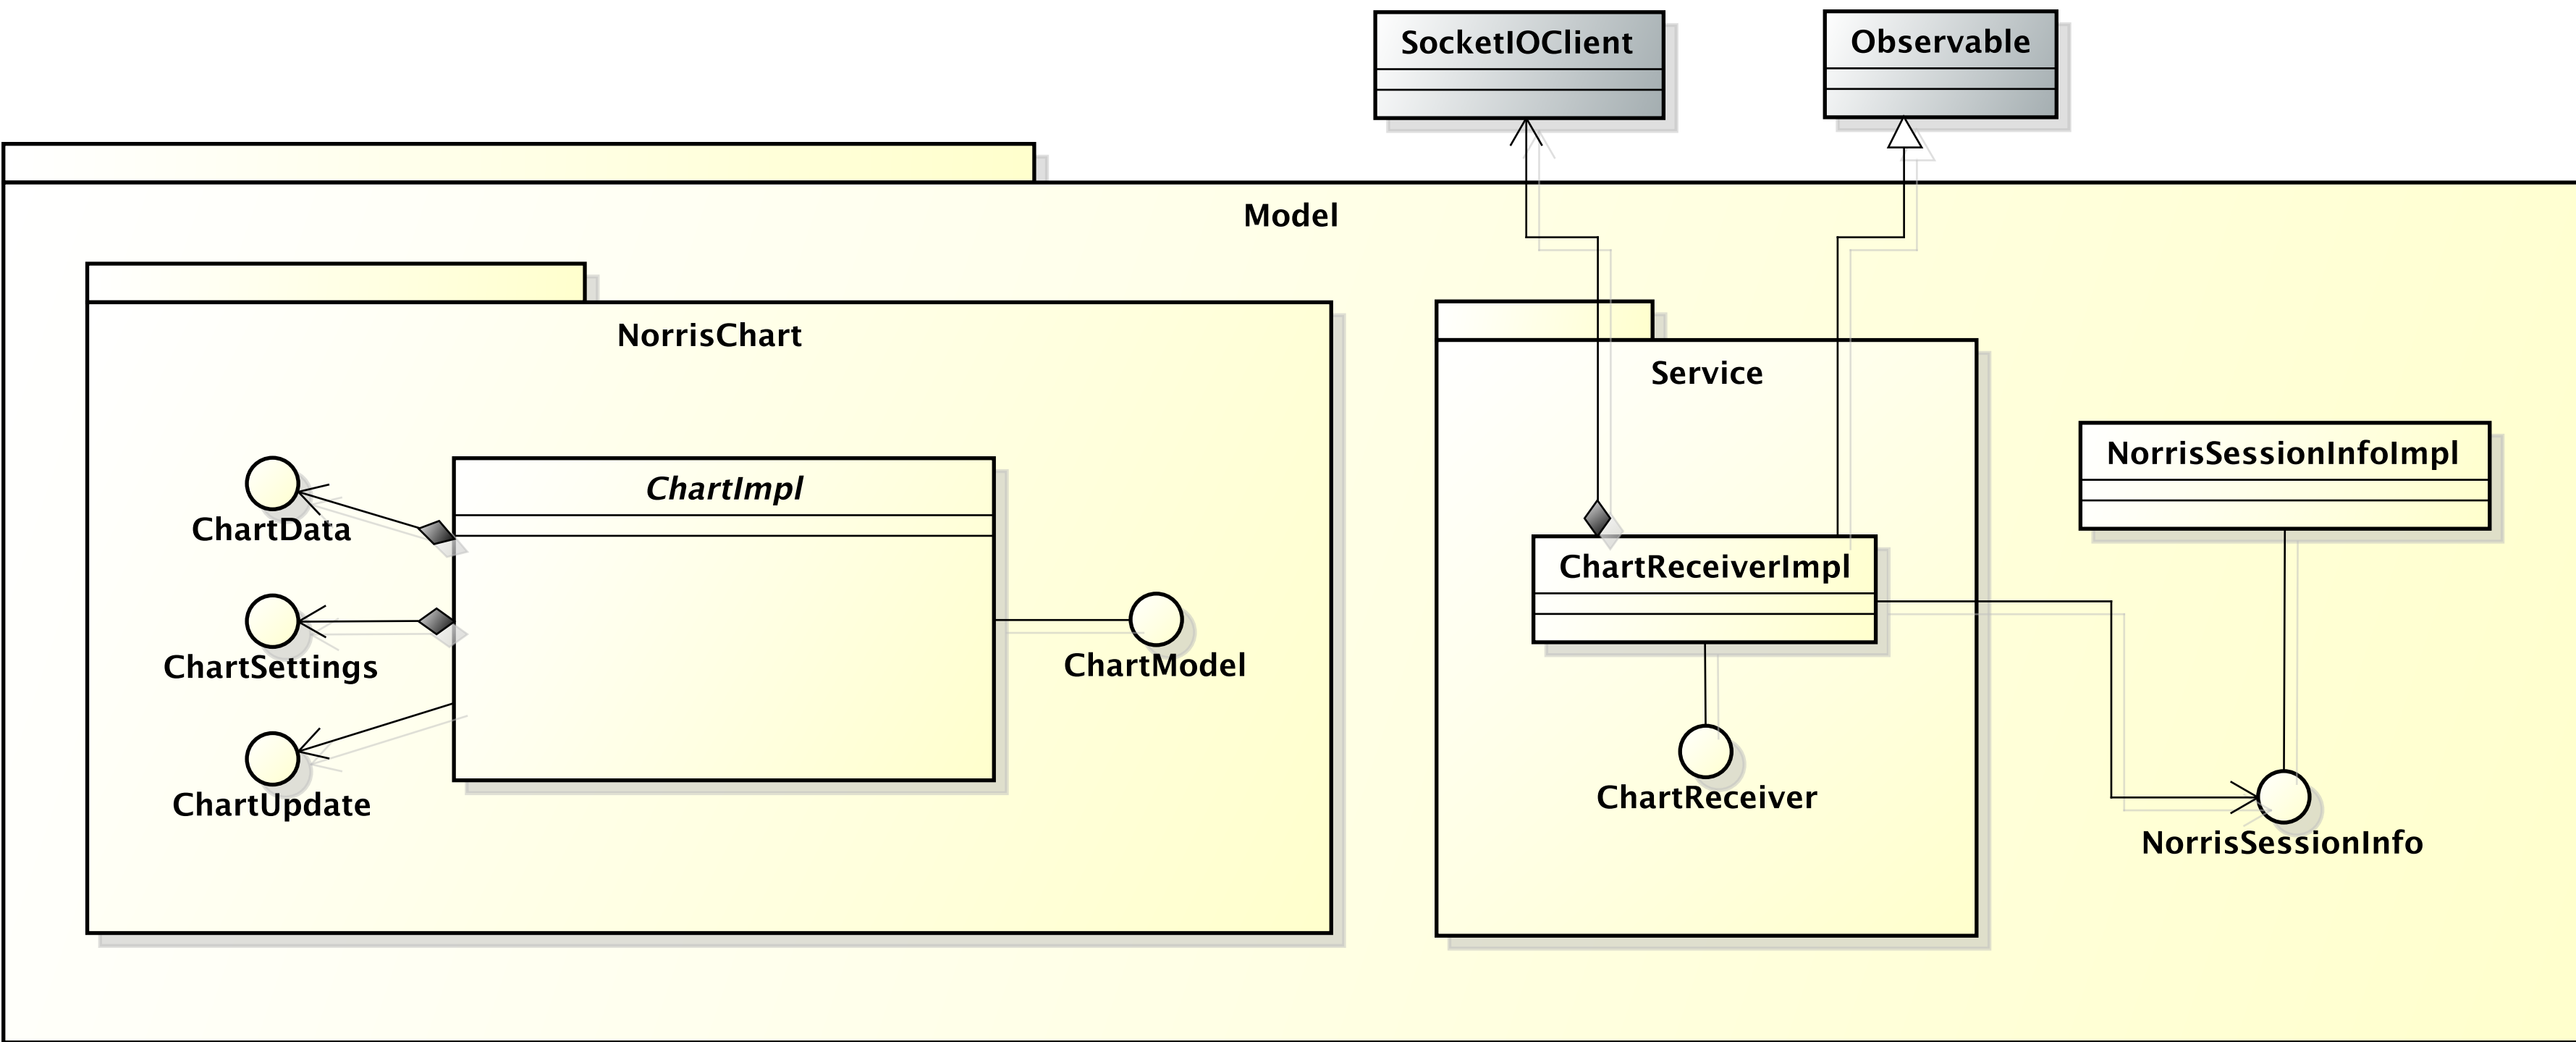 SocketIOClient
Observable
Model
NorrisChart
Service
NorrisSessionInfoImpl
ChartImpl
ChartData
ChartReceiverImpl
ChartSettings
ChartModel
ChartUpdate
ChartReceiver
NorrisSessionInfo